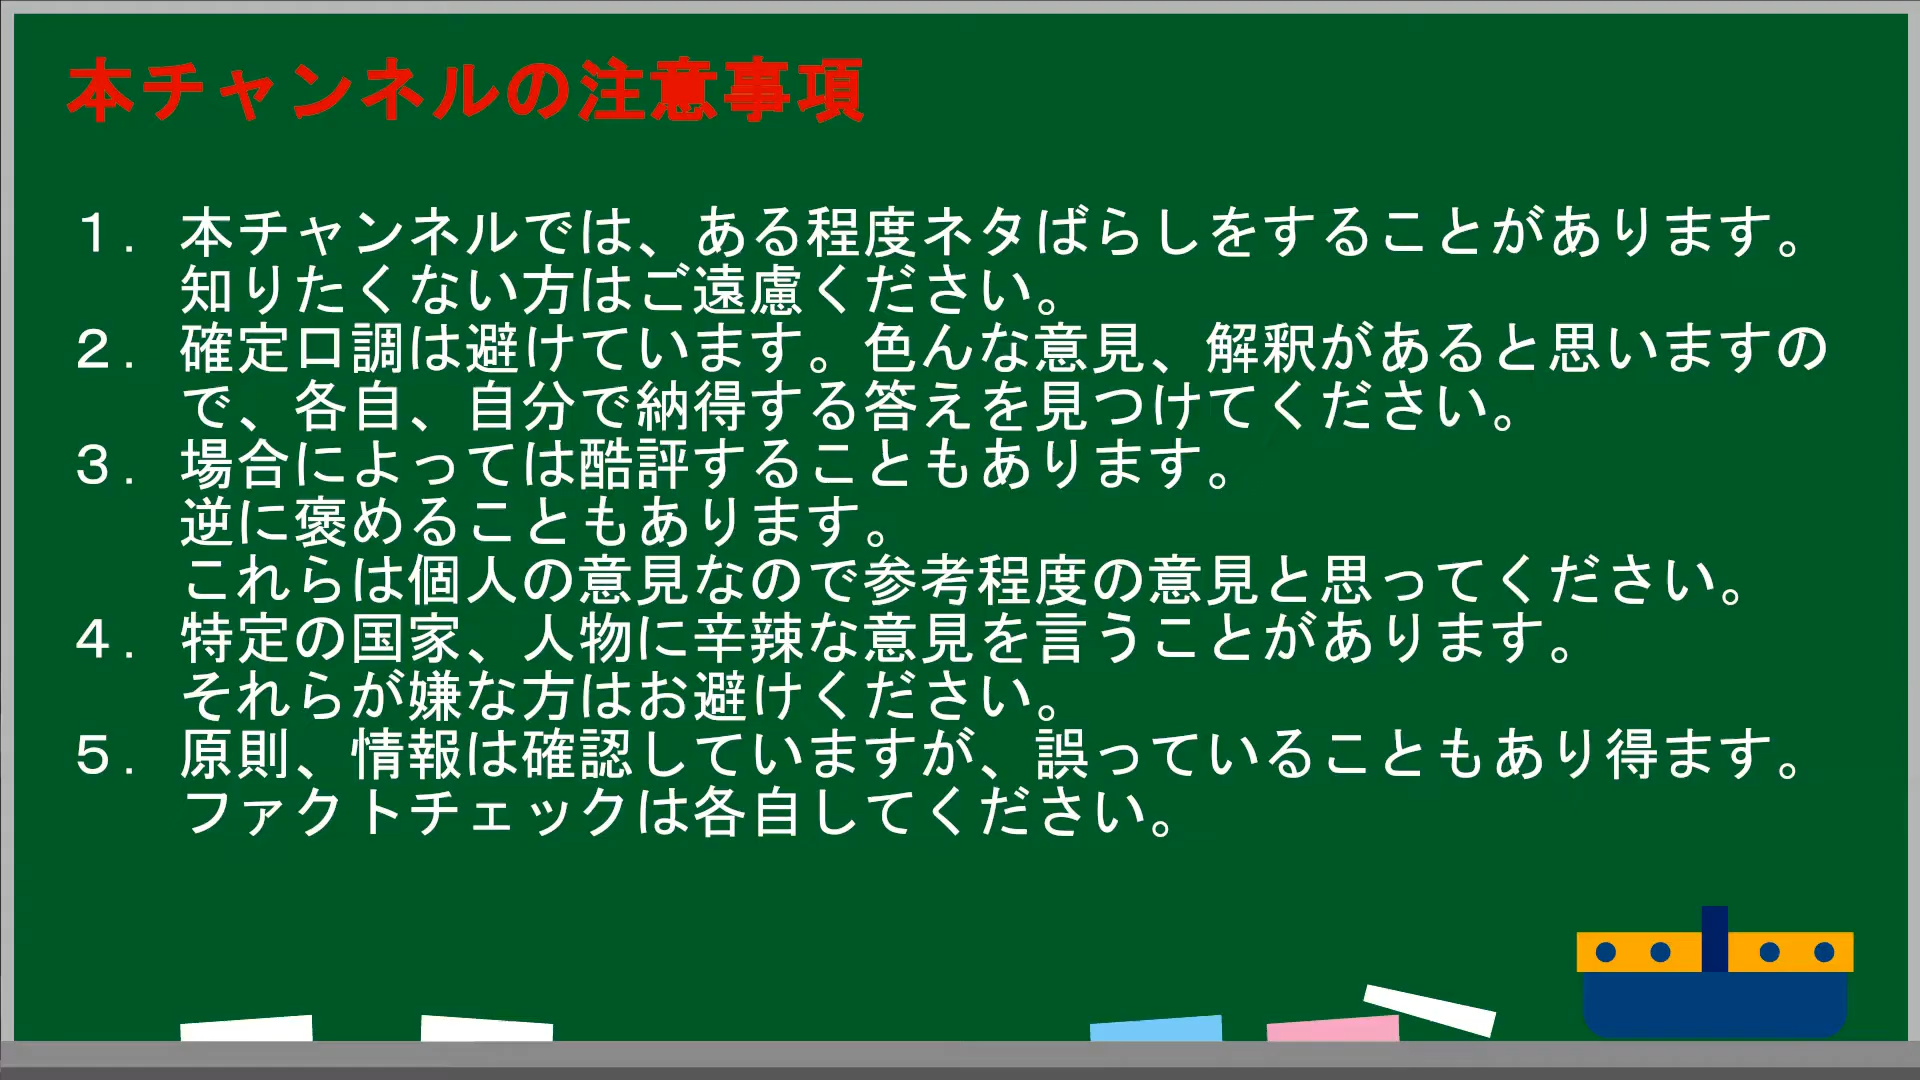 本チャンネルの注意事項
１．本チャンネルでは、ある程度ネタばらしをすることがあります。
知りたくない方はご遠慮ください。
２．確定口調は避けています。色んな意見、解釈があると思いますの
で、各自、自分で納得する答えを見つけてください。
３．場合によっては酷評することもあります。
逆に褒めることもあります。
これらは個人の意見なので参考程度の意見と思ってください。
４．特定の国家、人物に辛辣な意見を言うことがあります。
それらが嫌な方はお避けください。
５．原則、情報は確認していますが、誤っていることもあり得ます。
ファクトチェックは各自してください。